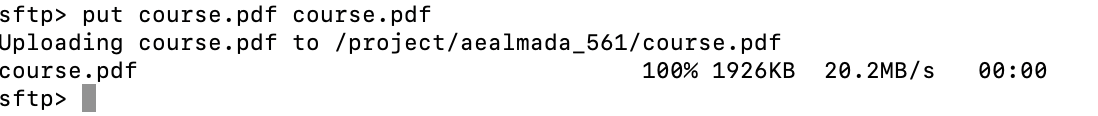 sftp> put course.pdf course.pdf
Uploading course.pdf to /project/aealmada_561/course.pdf
course.pdf 100% 1926KB 20.2MB/s 00:00
sftp>